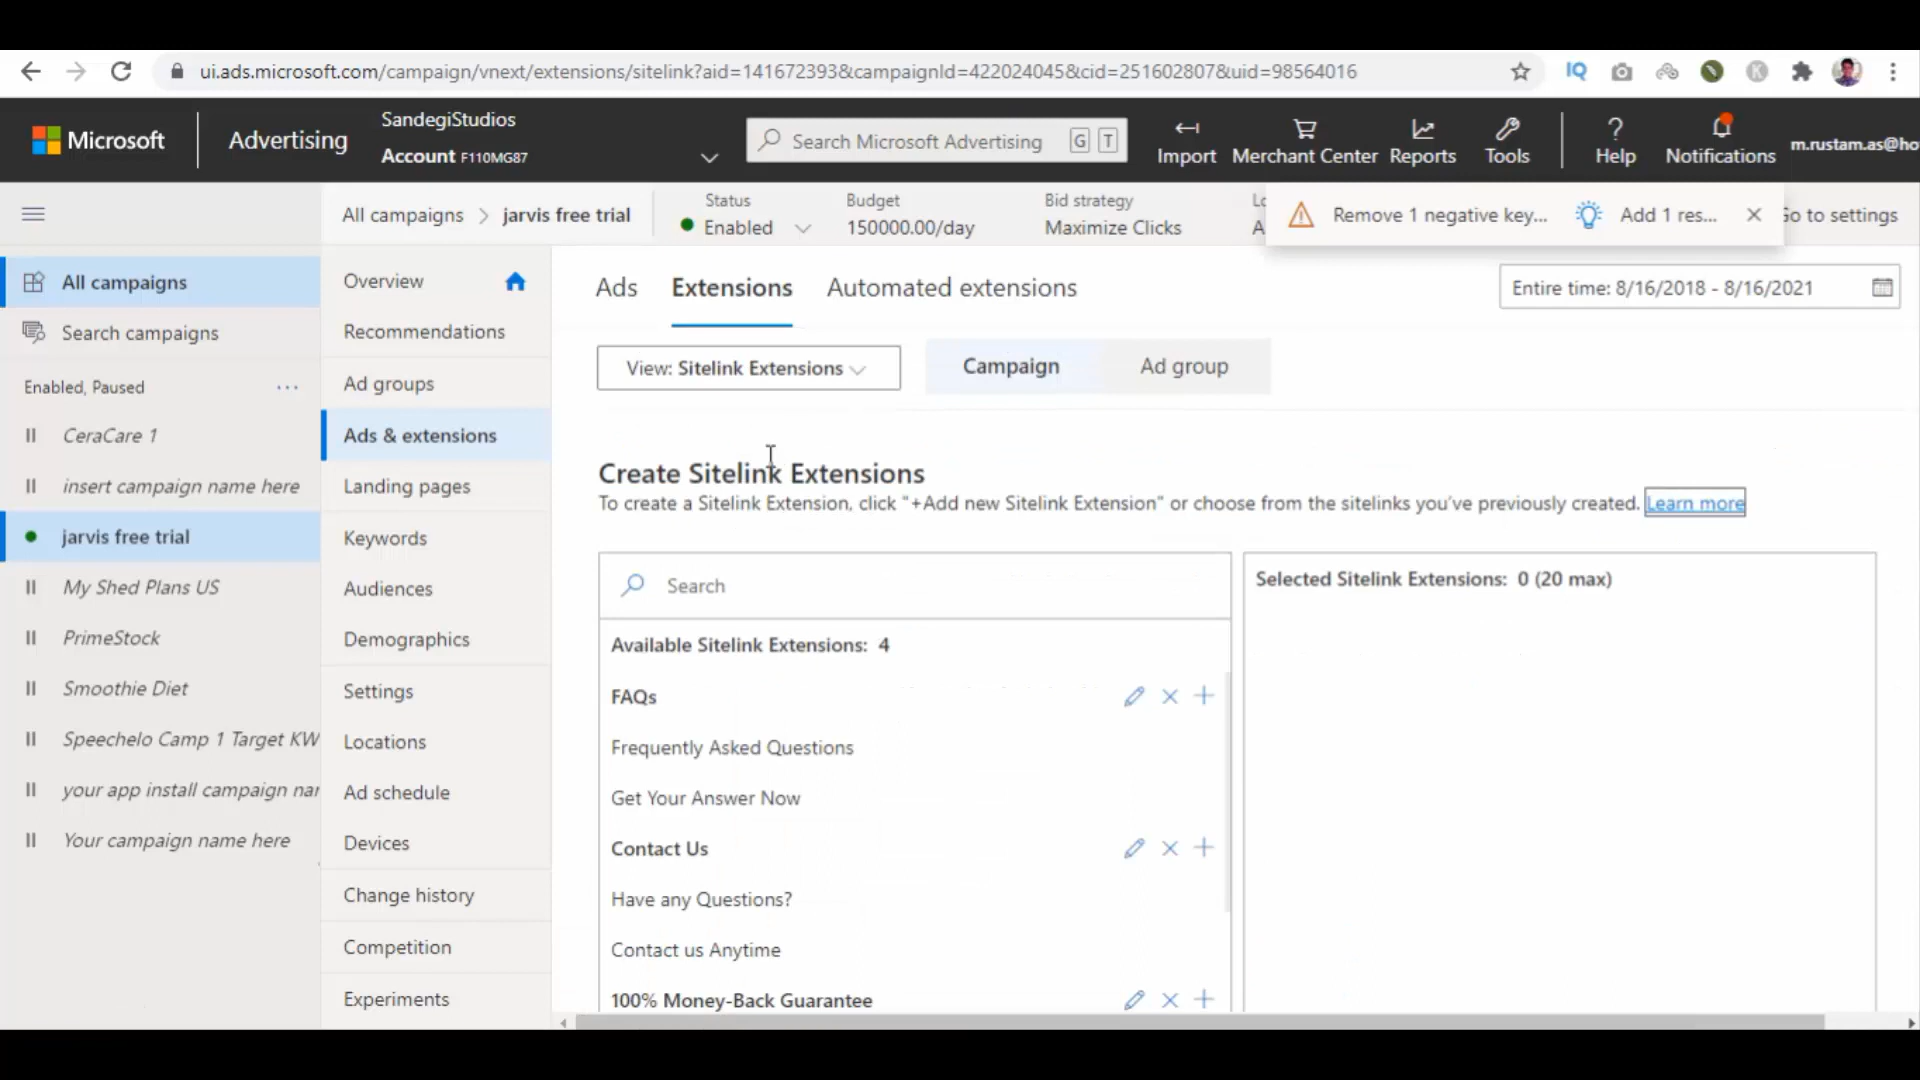 ui.ads.microsoft.com/campaign/vnext/extensions/sitelink?aid=141672393&campaignId=422024045&cid=251602807&uid=98564016
IQ
K
Microsoft
Advertising
SandegiStudios
Account F110MG87
Search Microsoft Advertising G T
Import
Merchant Center
Reports
Tools
Help
Notifications
m.rustam.as@ho
All campaigns > jarvis free trial
Status
Enabled
Budget
150000.00/day
Bid strategy
Maximize Clicks
Remove 1 negative key...
Add 1 res...
Go to settings
All campaigns
Search campaigns
Enabled, Paused
CeraCare 1
insert campaign name here
jarvis free trial
My Shed Plans US
PrimeStock
Smoothie Diet
Speechelo Camp 1 Target KW
your app install campaign nar
Your campaign name here
Overview
Recommendations
Ad groups
Ads & extensions
Landing pages
Keywords
Audiences
Demographics
Settings
Locations
Ad schedule
Devices
Change history
Competition
Experiments
Ads
Extensions
Automated extensions
Entire time: 8/16/2018 - 8/16/2021
View: Sitelink Extensions
Campaign
Ad group
Create Sitelink Extensions
To create a Sitelink Extension, click "+Add new Sitelink Extension" or choose from the sitelinks you've previously created. Learn more
Search
Available Sitelink Extensions: 4
FAQs
Frequently Asked Questions
Get Your Answer Now
Contact Us
Have any Questions?
Contact us Anytime
100% Money-Back Guarantee
Selected Sitelink Extensions: 0 (20 max)